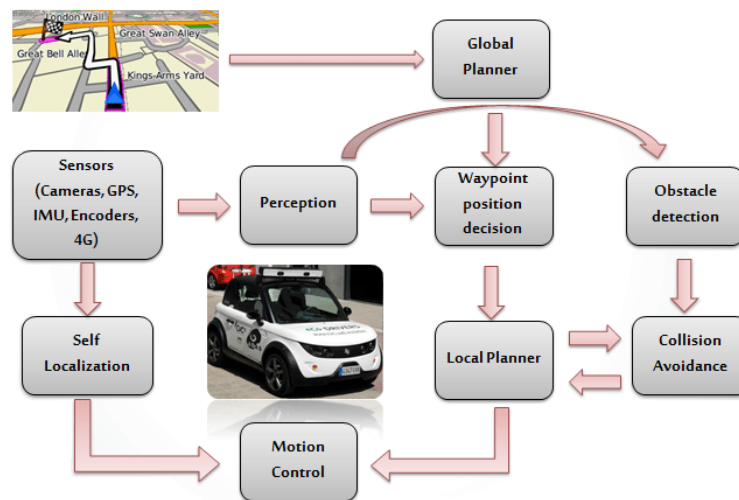 London Wall
Great Swan Alley
Great Bell Alley
Kings Arms Yard
Global
Planner
Sensors
(Cameras, GPS,
IMU, Encoders,
4G)
Perception
Waypoint
position
decision
Obstacle
detection
Self
Localization
Local Planner
Collision
Avoidance
Motion
Control